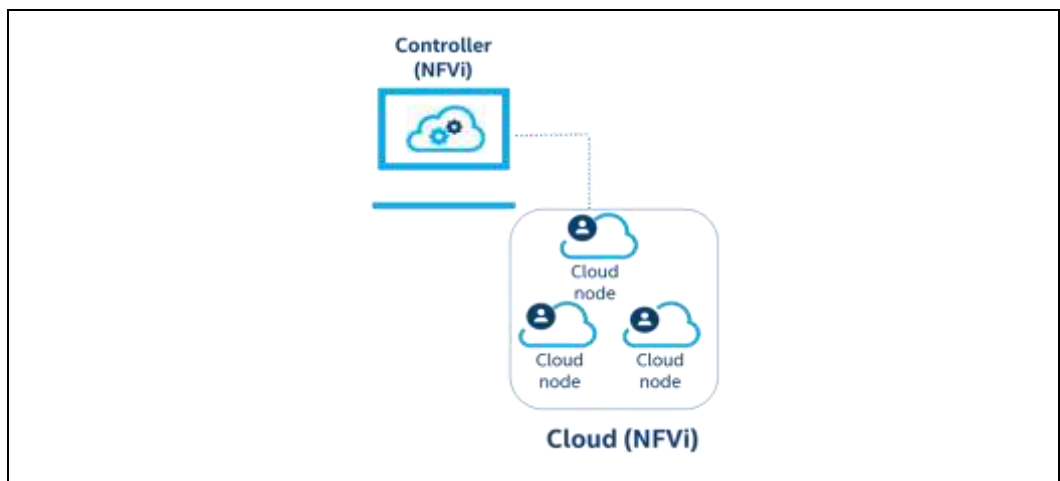 Controller
(NFVi)
Cloud
node
Cloud
node
Cloud
node
Cloud (NFVi)